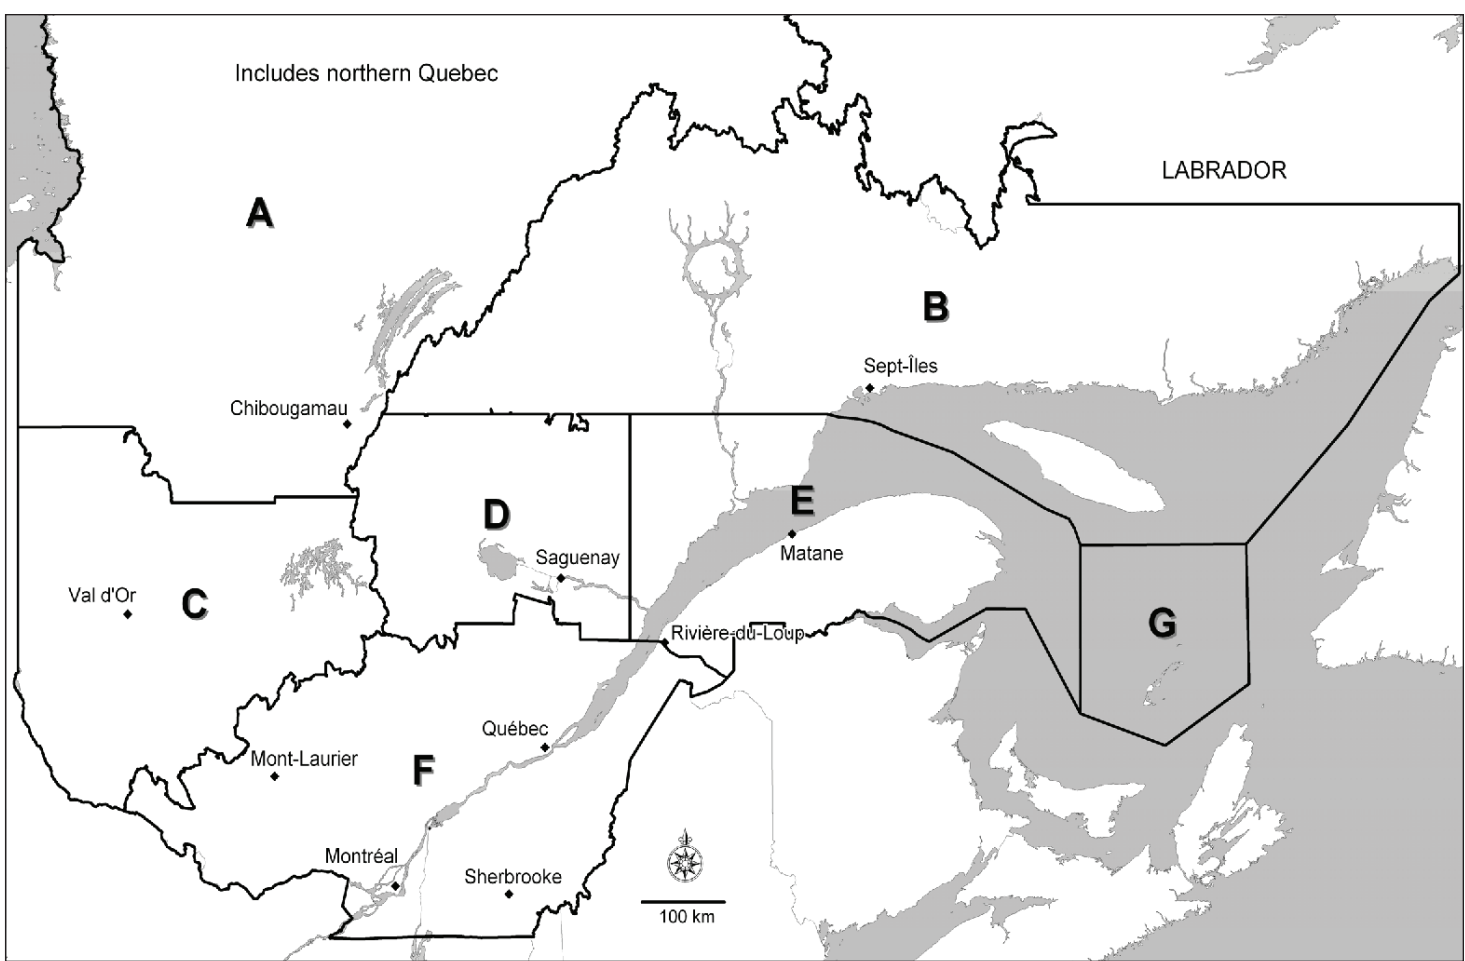 Includes northern Quebec
LABRADOR
A
B
Sept-Îles
Chibougamau
D
E
Matane
Saguenay
Val d'Or
C
G
Rivière-du-Loup
Québec
Mont-Laurier
F
Montréal
Sherbrooke
100 km